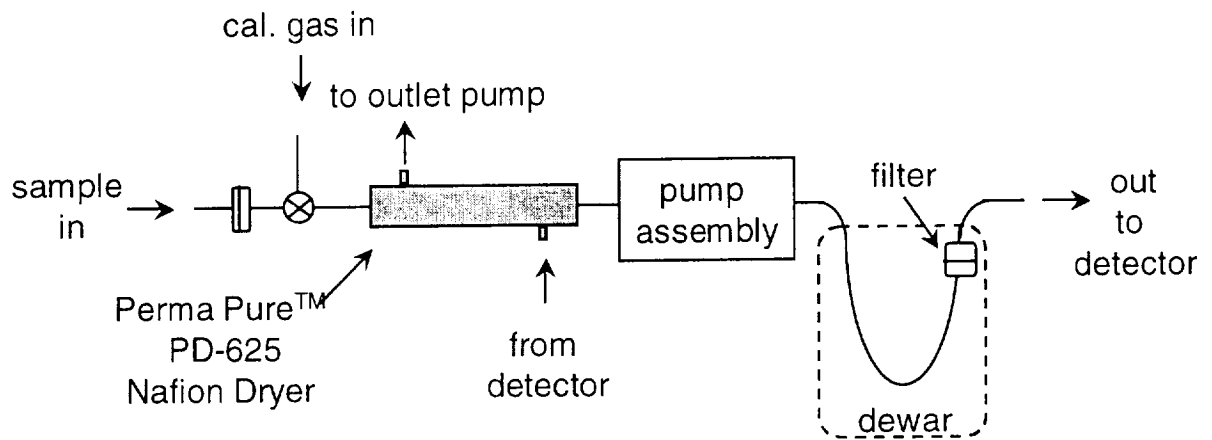 cal. gas in
to outlet pump
sample
in
pump
assembly
filter
out
to
detector
Perma Pure™
PD-625
Nafion Dryer
from
detector
dewar